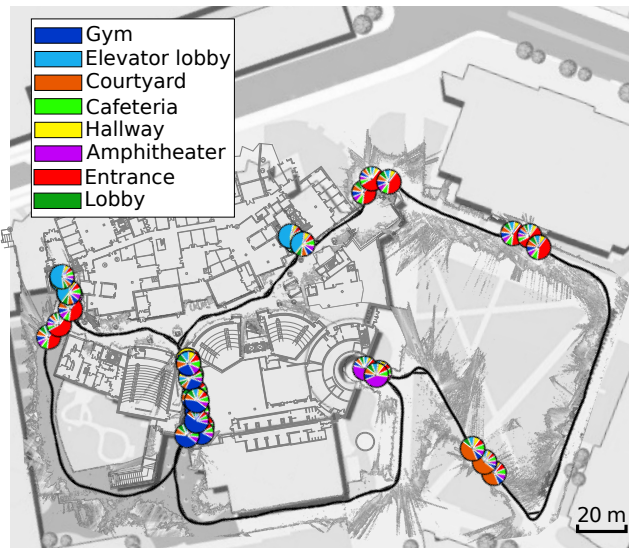 Gym
Elevator lobby
Courtyard
Cafeteria
Hallway
Amphitheater
Entrance
Lobby
20 m